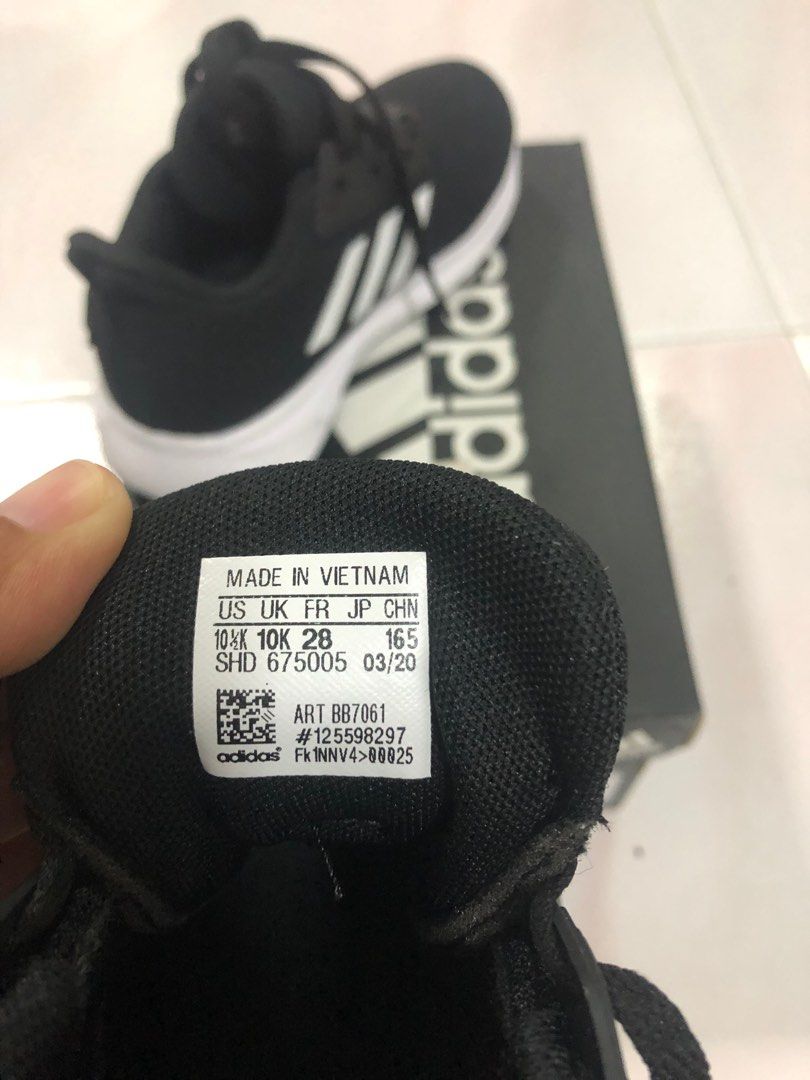 adidas
MADE IN VIETNAM
US UK FR JP CHN
10½K 10K 28 165
SHD 675005 03/20
ART BB7061
#125598297
adidas®
Fk1NNV4>00025